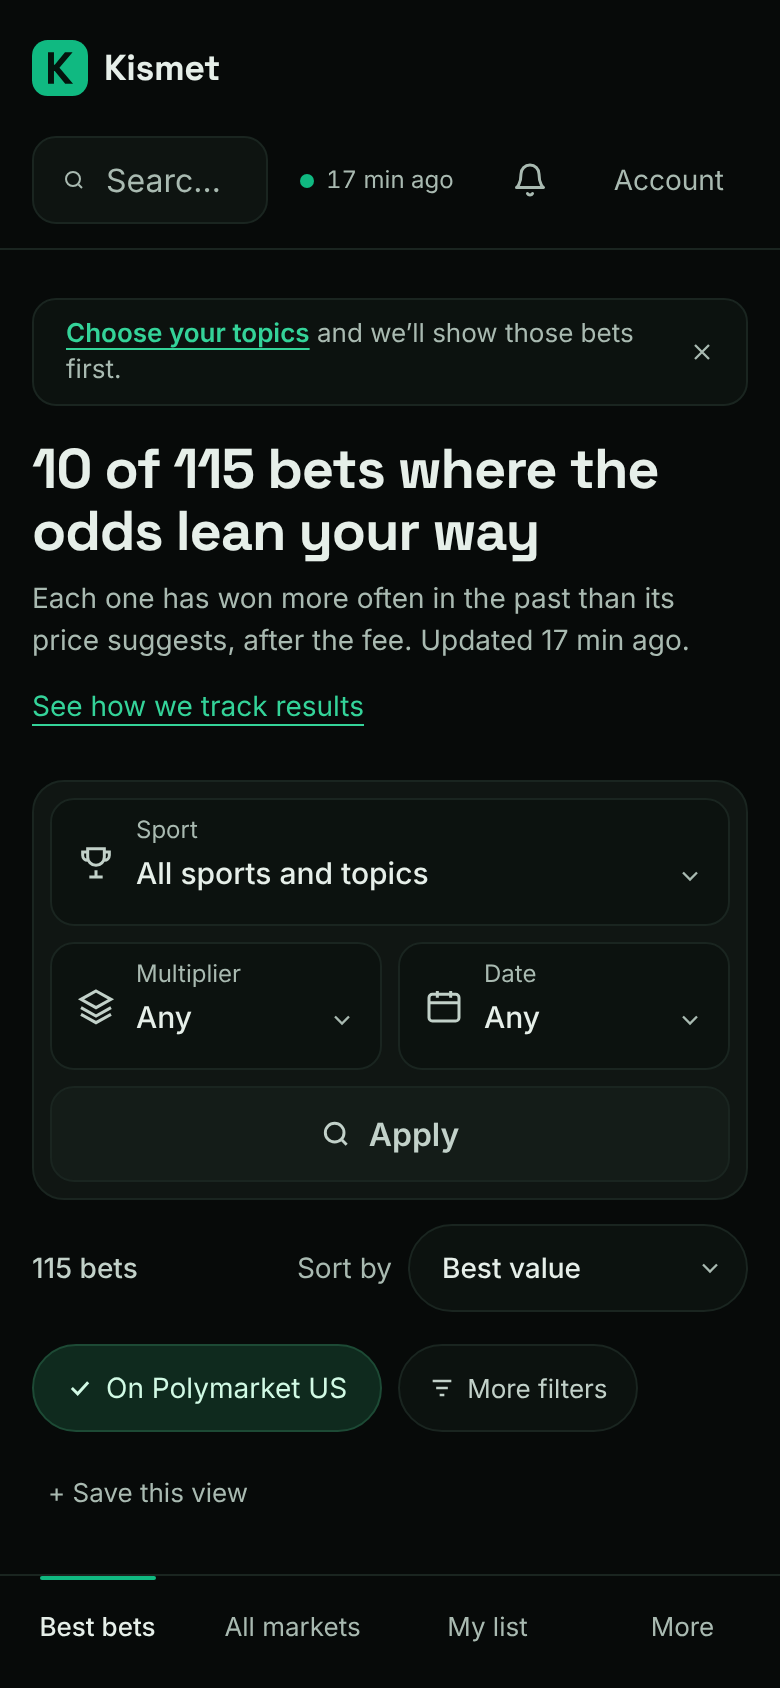 K Kismet
Searc...
17 min ago
Account
Choose your topics and we’ll show those bets
first.
10 of 115 bets where the
odds lean your way
Each one has won more often in the past than its
price suggests, after the fee. Updated 17 min ago.
See how we track results
Sport
All sports and topics
Multiplier
Any
Date
Any
Apply
115 bets
Sort by
Best value
On Polymarket US
More filters
+ Save this view
Best bets
All markets
My list
More